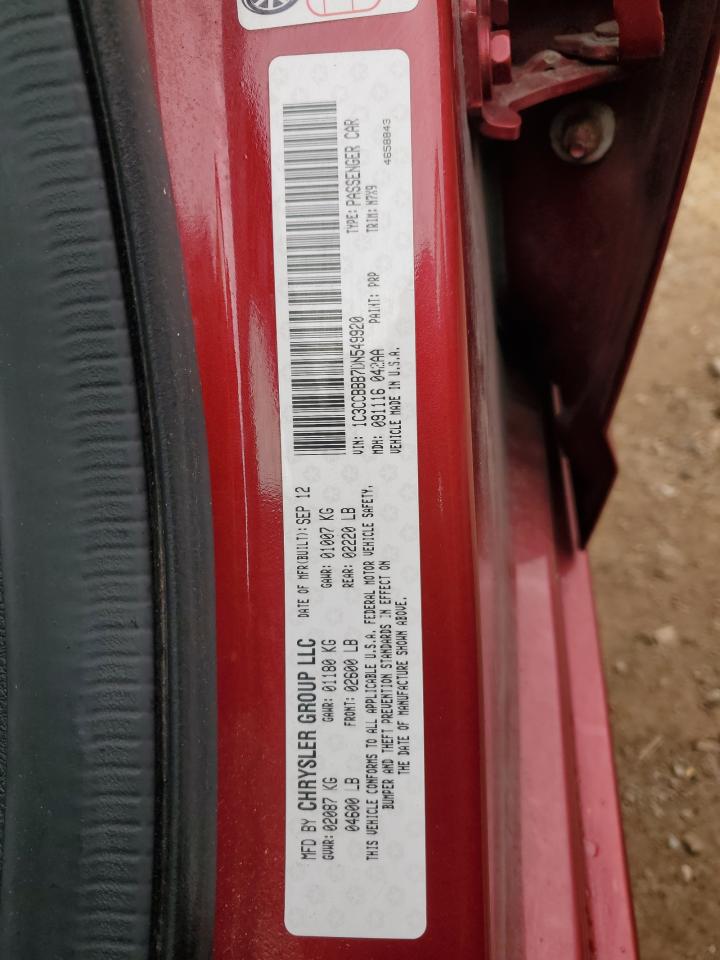 MFD BY CHRYSLER GROUP LLC DATE OF MFR(BUILT): SEP 12
GVWR: 02087 KG GAWR: 01180 KG GAWR: 01007 KG
04600 LB FRONT: 02600 LB REAR: 02220 LB
THIS VEHICLE CONFORMS TO ALL APPLICABLE U.S.A. FEDERAL MOTOR VEHICLE SAFETY,
BUMPER AND THEFT PREVENTION STANDARDS IN EFFECT ON
THE DATE OF MANUFACTURE SHOWN ABOVE.
VIN: 1C3CCBBB7DN549920 TYPE: PASSENGER CAR
MDH: 091116 042AA PAINT: PRP TRIM: M7X9
VEHICLE MADE IN U.S.A.
4658843